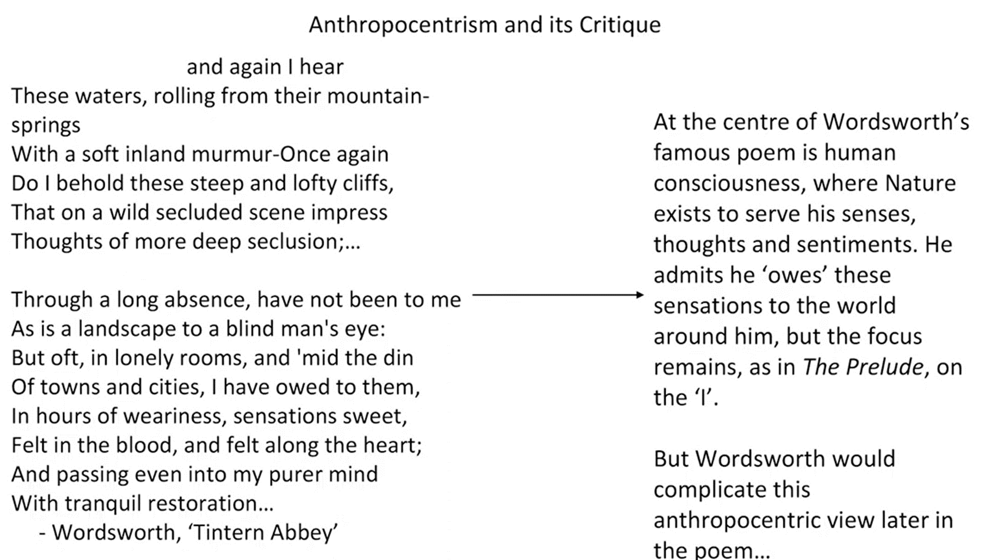 Anthropocentrism and its Critique
and again I hear
These waters, rolling from their mountain-
springs
With a soft inland murmur-Once again
Do I behold these steep and lofty cliffs,
That on a wild secluded scene impress
Thoughts of more deep seclusion;...
Through a long absence, have not been to me
As is a landscape to a blind man's eye:
But oft, in lonely rooms, and 'mid the din
Of towns and cities, I have owed to them,
In hours of weariness, sensations sweet,
Felt in the blood, and felt along the heart;
And passing even into my purer mind
With tranquil restoration...
- Wordsworth, ‘Tintern Abbey’
At the centre of Wordsworth’s
famous poem is human
consciousness, where Nature
exists to serve his senses,
thoughts and sentiments. He
admits he ‘owes’ these
sensations to the world
around him, but the focus
remains, as in The Prelude, on
the ‘I’.
But Wordsworth would
complicate this
anthropocentric view later in
the poem...